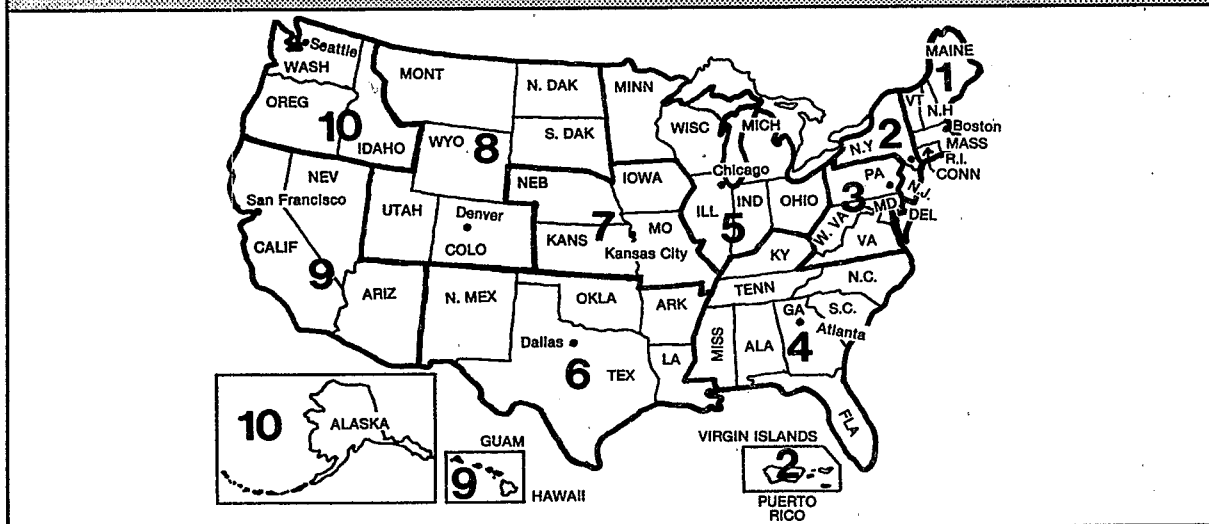 MAINE
1
Seattle
WASH
MONT
N. DAK
MINN
VT
N.H
OREG
10
IDAHO
WYO
8
S. DAK
WISC
MICH
2
N.Y
Boston
MASS
R.I.
CONN
NEV
NEB
IOWA
Chicago
PA
3
N.J.
San Francisco
UTAH
Denver
COLO
7
ILL
IND
OHIO
5
MD
DEL
W. VA
VA
CALIF
9
KANS
MO
Kansas City
KY
ARIZ
N. MEX
OKLA
ARK
TENN
N.C.
S.C.
GA
Atlanta
Dallas
6
TEX
LA
MISS
ALA
4
FLA
10
ALASKA
GUAM
9
HAWAII
VIRGIN ISLANDS
2
PUERTO
RICO